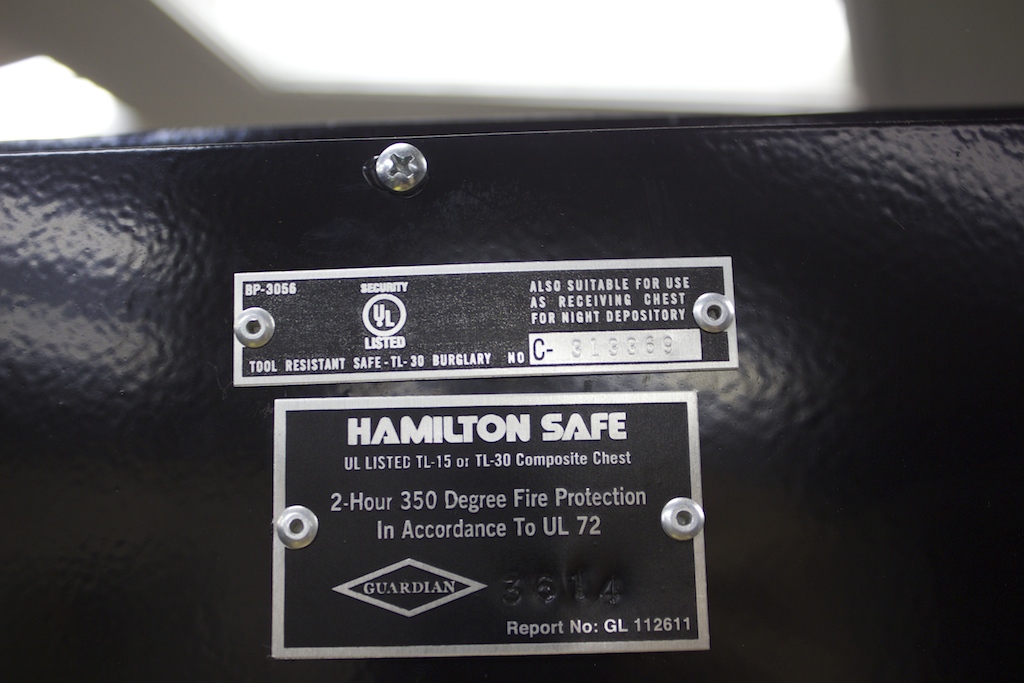 BP-3056
SECURITY
UL
LISTED
ALSO SUITABLE FOR USE
AS RECEIVING CHEST
FOR NIGHT DEPOSITORY
TOOL RESISTANT SAFE-TL-30 BURGLARY NO C- 313369
HAMILTON SAFE
UL LISTED TL-15 or TL-30 Composite Chest
2-Hour 350 Degree Fire Protection
In Accordance To UL 72
GUARDIAN 3614
Report No: GL 112611